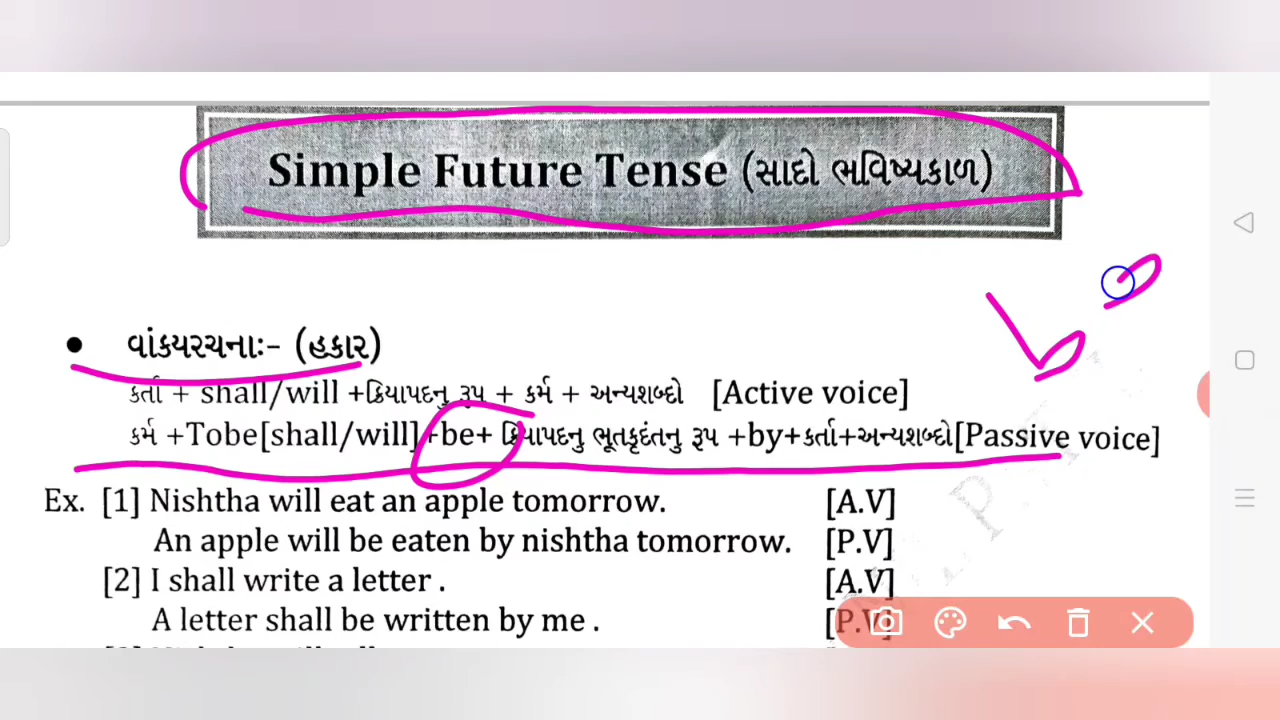 Simple Future Tense (સાદો ભવિષ્યકાળ)
● વાંક્યરચનાઃ- (હકાર)
કર્તા + shall/will +ક્રિયાપદનુ રૂપ + કર્મ + અન્યશબ્દો [Active voice]
કર્મ +Tobe[shall/will]+be+ ક્રિયાપદનુ ભૂતકૃદંતનુ રૂપ +by+કર્તા+અન્યશબ્દો[Passive voice]
Ex. [1] Nishtha will eat an apple tomorrow. [A.V]
An apple will be eaten by nishtha tomorrow. [P.V]
[2] I shall write a letter . [A.V]
A letter shall be written by me . [P.V]